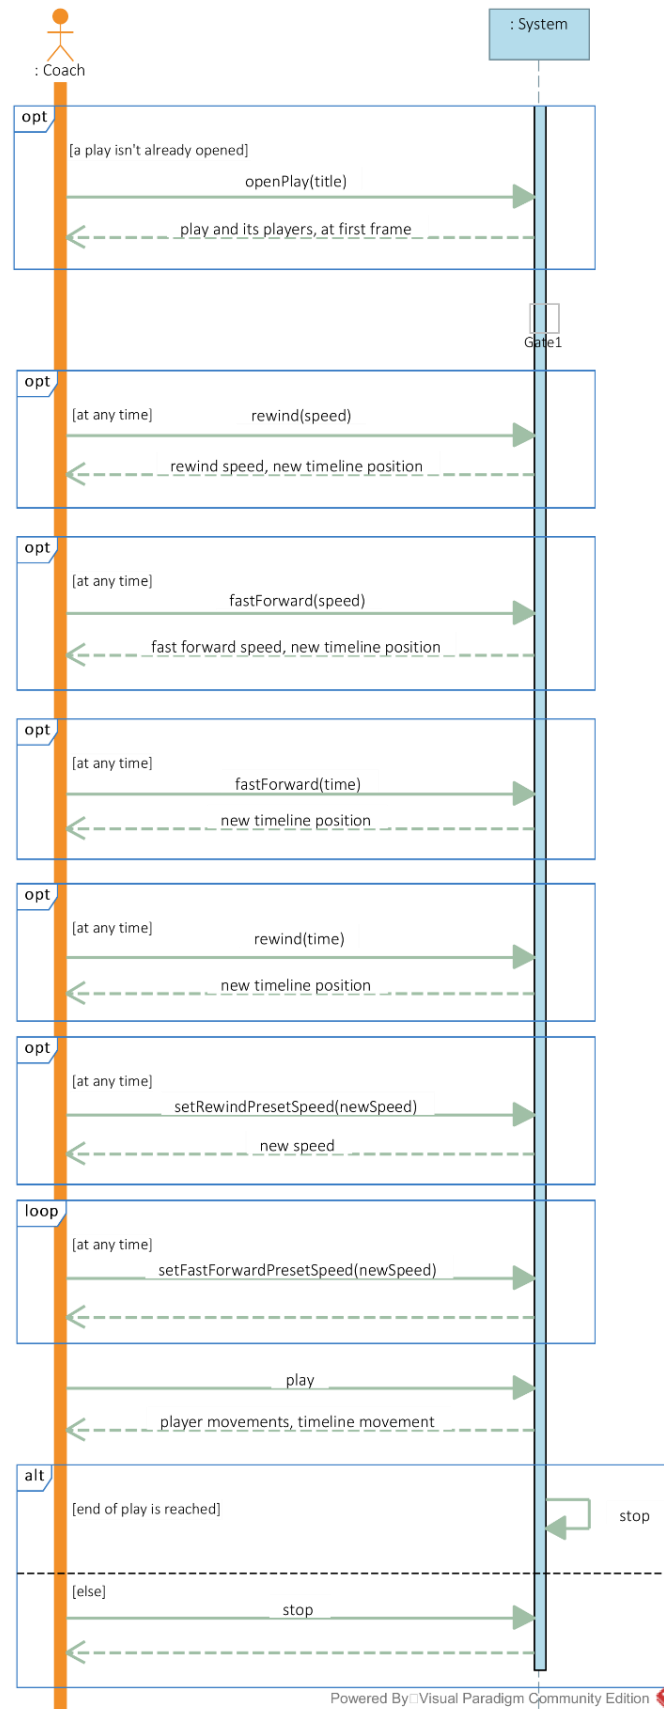 : Coach
: System
opt
[a play isn't already opened]
openPlay(title)
play and its players, at first frame
Gate1
opt
[at any time]
rewind(speed)
rewind speed, new timeline position
opt
[at any time]
fastForward(speed)
fast forward speed, new timeline position
opt
[at any time]
fastForward(time)
new timeline position
opt
[at any time]
rewind(time)
new timeline position
opt
[at any time]
setRewindPresetSpeed(newSpeed)
new speed
loop
[at any time]
setFastForwardPresetSpeed(newSpeed)
play
player movements, timeline movement
alt
[end of play is reached]
stop
[else]
stop
Powered By Visual Paradigm Community Edition